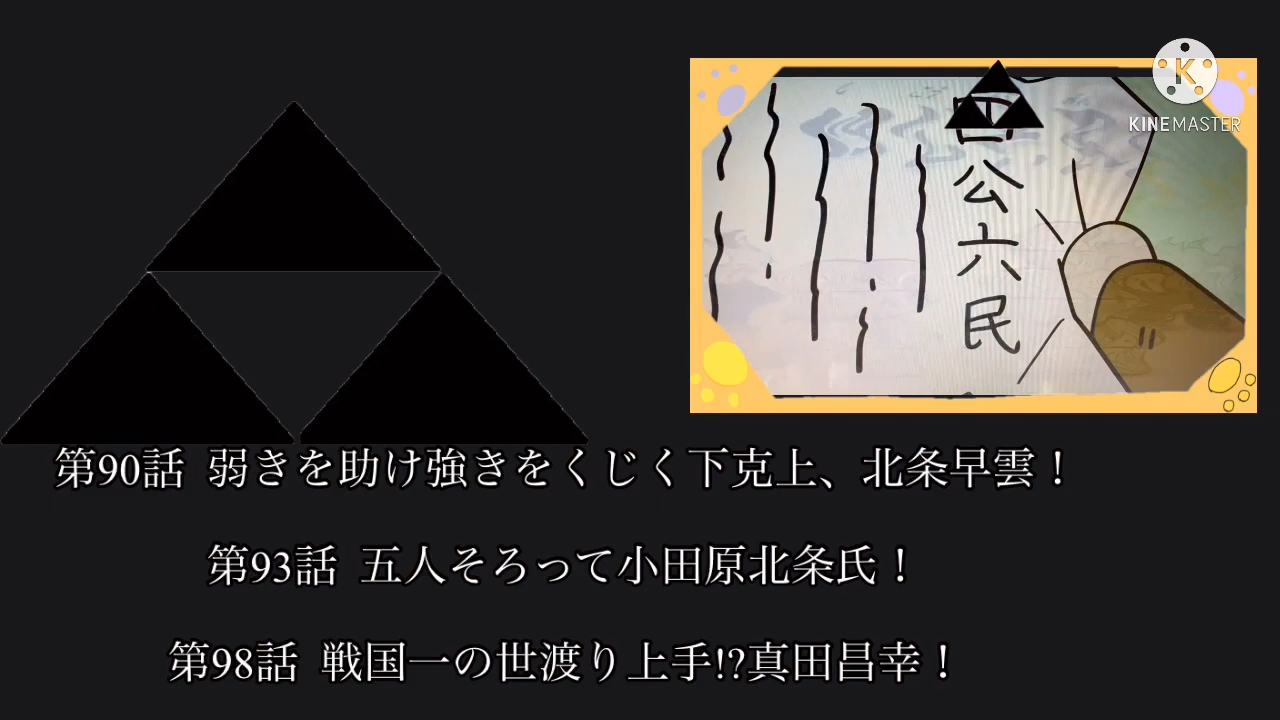 KINEMASTER
四公六民
第90話 弱きを助け強きをくじく下克上、北条早雲！
第93話 五人そろって小田原北条氏！
第98話 戦国一の世渡り上手!?真田昌幸！